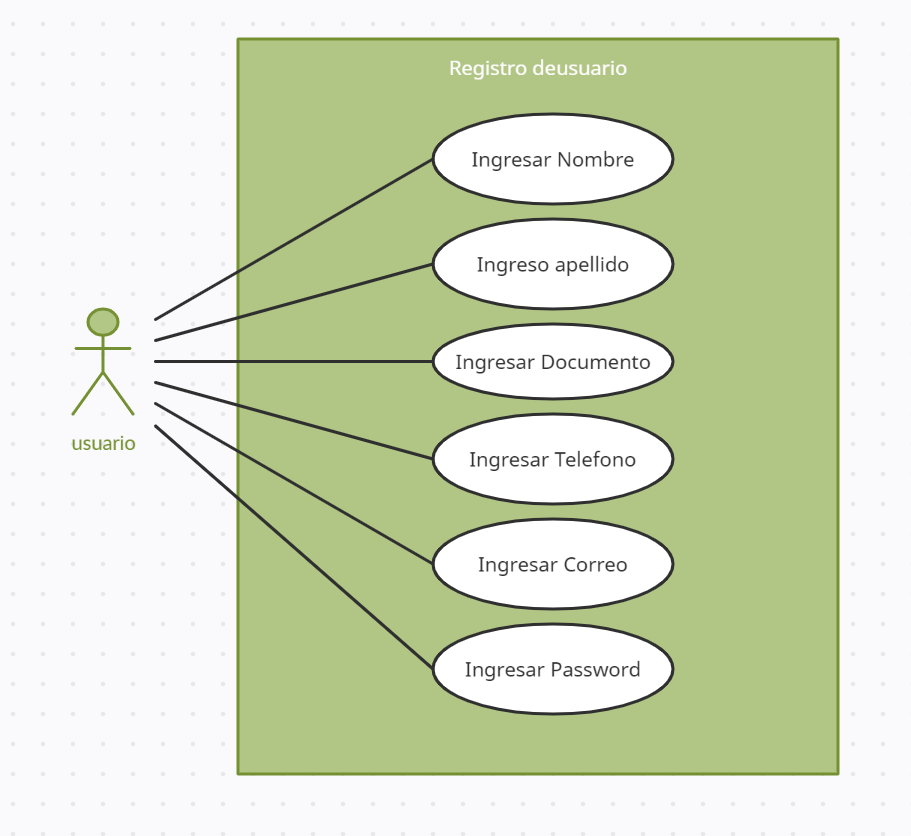 Registro deusuario
Ingresar Nombre
Ingreso apellido
Ingresar Documento
Ingresar Telefono
Ingresar Correo
Ingresar Password
usuario